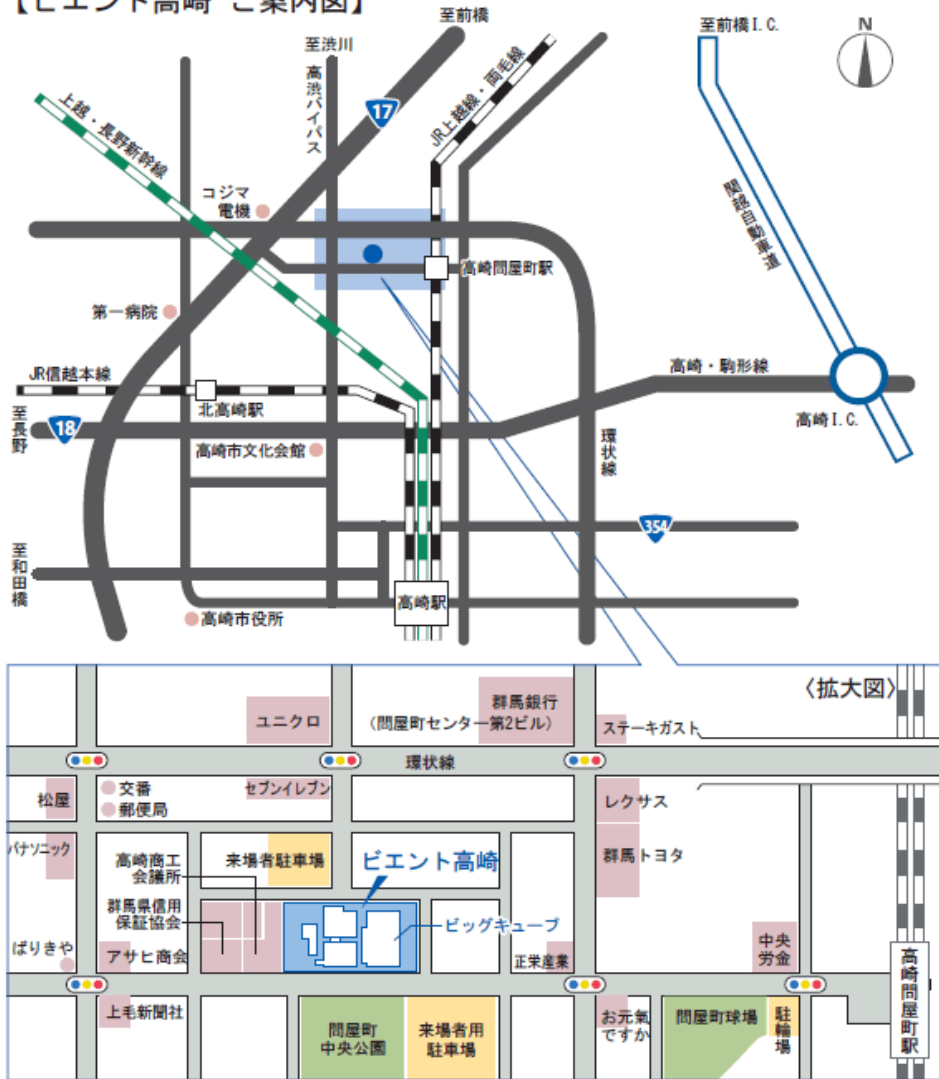 【ビエント高崎 ご案内図】
至前橋
至前橋I.C.
N
至渋川
高渋バイパス
17
JR上越線・両毛線
上越・長野新幹線
コジマ
電機
関越自動車道
高崎問屋町駅
第一病院
JR信越本線
北高崎駅
高崎・駒形線
至長野
18
高崎I.C.
高崎市文化会館
環状線
354
至和田橋
高崎駅
高崎市役所
〈拡大図〉
ユニクロ
群馬銀行
(問屋町センター第2ビル)
ステーキガスト
環状線
松屋
交番
郵便局
セブンイレブン
レクサス
パナソニック
高崎商工
会議所
来場者駐車場
ビエント高崎
群馬トヨタ
群馬県信用
保証協会
ビッグキューブ
ぱりきや
アサヒ商会
正栄産業
中央
労金
高崎問屋町駅
上毛新聞社
問屋町
中央公園
来場者用
駐車場
お元氣
ですか
問屋町球場
駐輪場